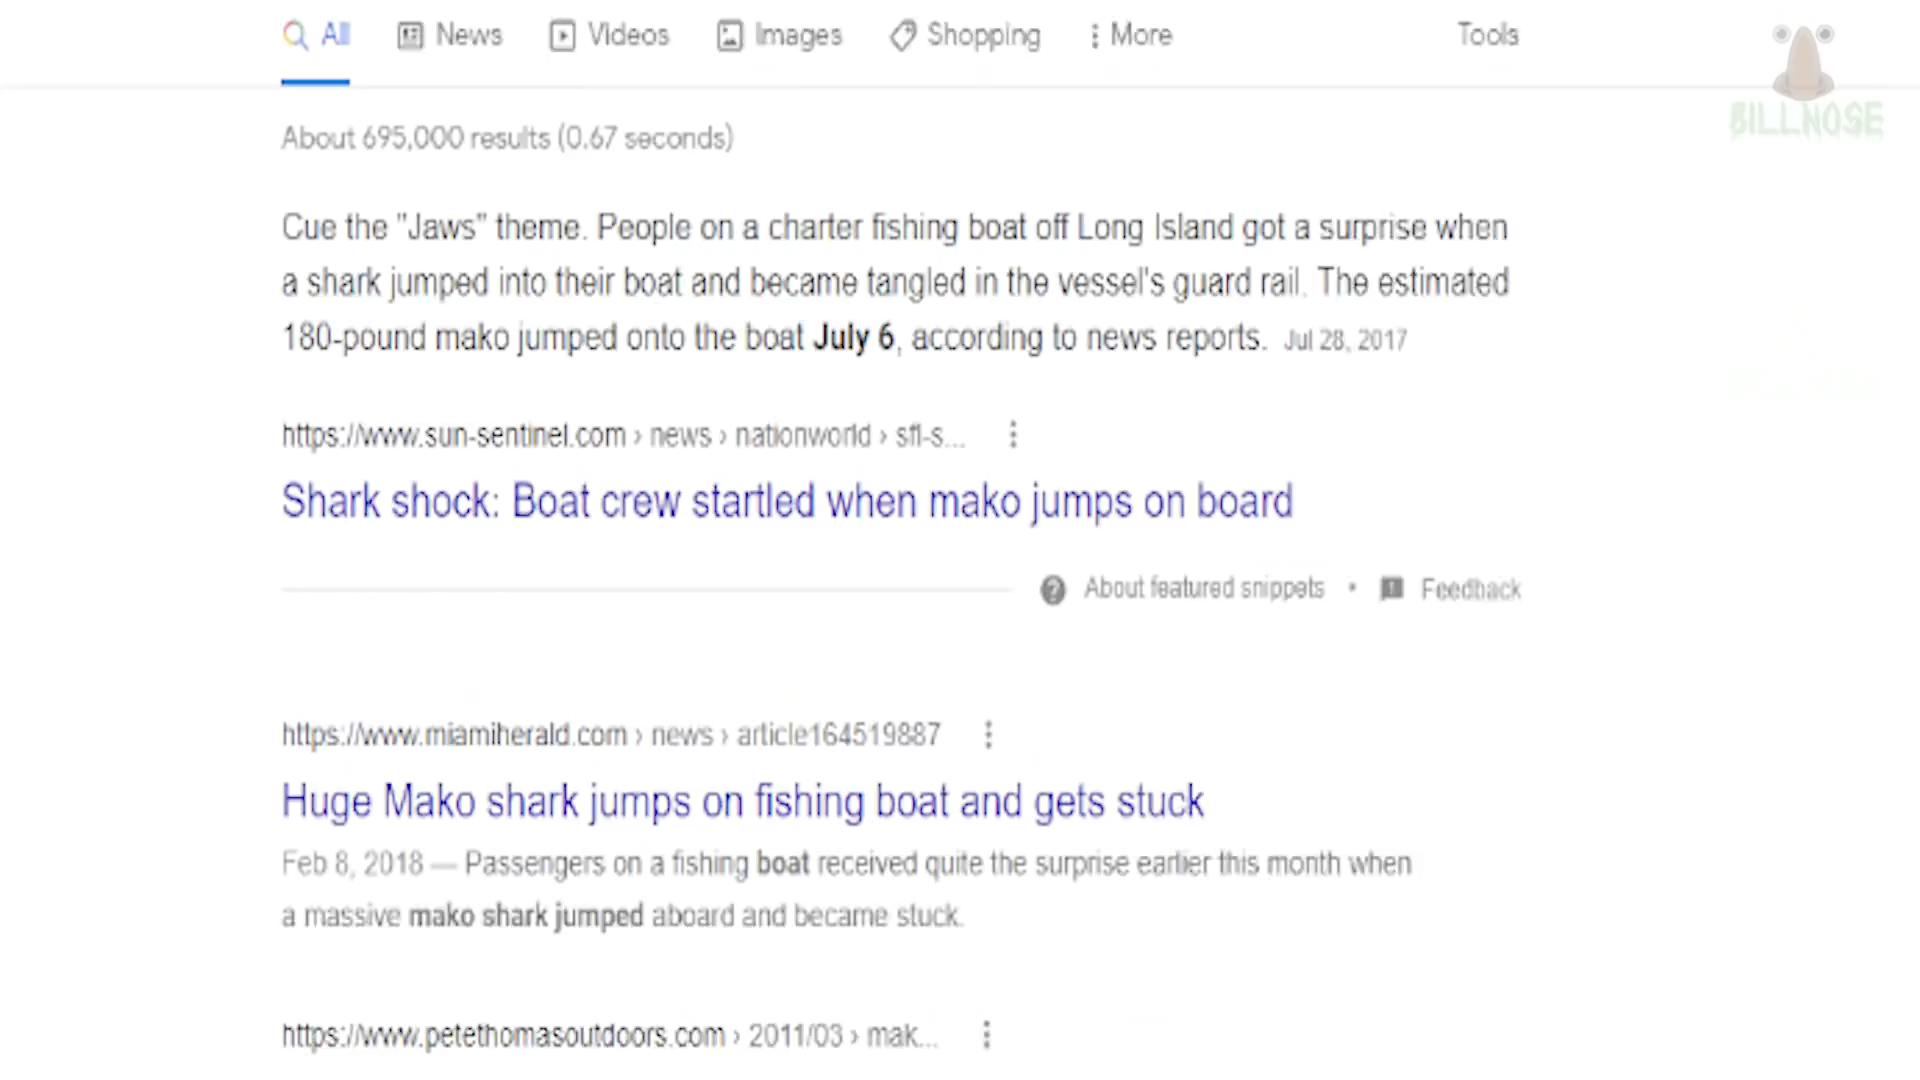 All News Videos Images Shopping More Tools
BILLNOSE
About 695,000 results (0.67 seconds)
Cue the "Jaws" theme. People on a charter fishing boat off Long Island got a surprise when
a shark jumped into their boat and became tangled in the vessel's guard rail. The estimated
180-pound mako jumped onto the boat July 6, according to news reports. Jul 28, 2017
https://www.sun-sentinel.com › news › nationworld › sfl-s...
Shark shock: Boat crew startled when mako jumps on board
About featured snippets • Feedback
https://www.miamiherald.com › news › article164519887
Huge Mako shark jumps on fishing boat and gets stuck
Feb 8, 2018 — Passengers on a fishing boat received quite the surprise earlier this month when
a massive mako shark jumped aboard and became stuck.
https://www.petethomasoutdoors.com › 2011/03 › mak...